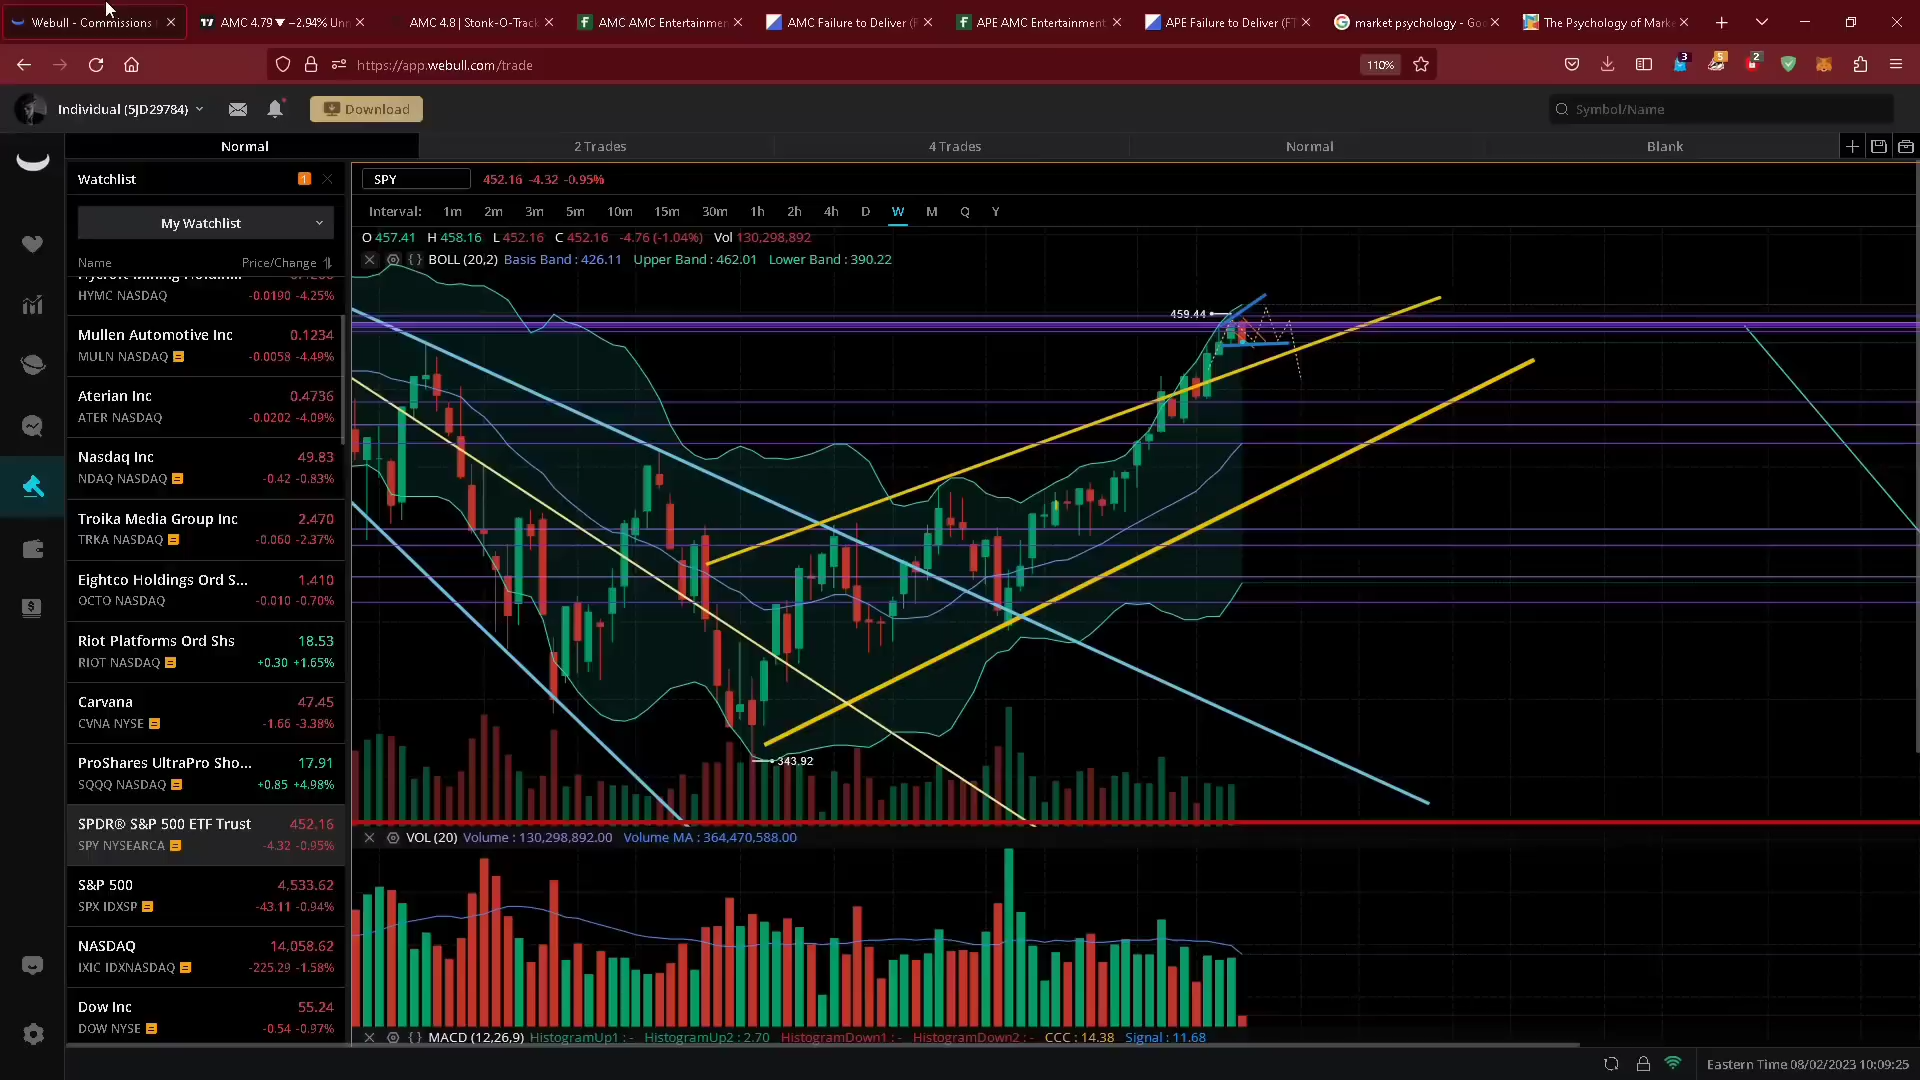 Webull - Commissions
AMC 4.79 ▼ −2.94% Unn
AMC 4.8 | Stonk-O-Track
AMC AMC Entertainmen
AMC Failure to Deliver (F
APE AMC Entertainment
APE Failure to Deliver (FT
market psychology - Goo
The Psychology of Marke
https://app.webull.com/trade
110%
3
5
2
Individual (5JD29784)
Download
Symbol/Name
Normal
2 Trades
4 Trades
Normal
Blank
Watchlist
1
My Watchlist
Name
Price/Change
HYMC NASDAQ
-0.0190 -4.25%
Mullen Automotive Inc
0.1234
MULN NASDAQ
-0.0058 -4.49%
Aterian Inc
0.4736
ATER NASDAQ
-0.0202 -4.09%
Nasdaq Inc
49.83
NDAQ NASDAQ
-0.42 -0.83%
Troika Media Group Inc
2.470
TRKA NASDAQ
-0.060 -2.37%
Eightco Holdings Ord S...
1.410
OCTO NASDAQ
-0.010 -0.70%
Riot Platforms Ord Shs
18.53
RIOT NASDAQ
+0.30 +1.65%
Carvana
47.45
CVNA NYSE
-1.66 -3.38%
ProShares UltraPro Sho...
17.91
SQQQ NASDAQ
+0.85 +4.98%
SPDR® S&P 500 ETF Trust
452.16
SPY NYSEARCA
-4.32 -0.95%
S&P 500
4,533.62
SPX IDXSP
-43.11 -0.94%
NASDAQ
14,058.62
IXIC IDXNASDAQ
-225.29 -1.58%
Dow Inc
55.24
DOW NYSE
-0.54 -0.97%
SPY
452.16 -4.32 -0.95%
Interval: 1m 2m 3m 5m 10m 15m 30m 1h 2h 4h D W M Q Y
O 457.41 H 458.16 L 452.16 C 452.16 -4.76 (-1.04%) Vol 130,298,892
BOLL (20,2) Basis Band : 426.11 Upper Band : 462.01 Lower Band : 390.22
459.44
343.92
VOL (20) Volume : 130,298,892.00 Volume MA : 364,470,588.00
MACD (12,26,9) HistogramUp1 : - HistogramUp2 : 2.70 HistogramDown1 : - HistogramDown2 : - CCC : 14.38 Signal : 11.68
Eastern Time 08/02/2023 10:09:25